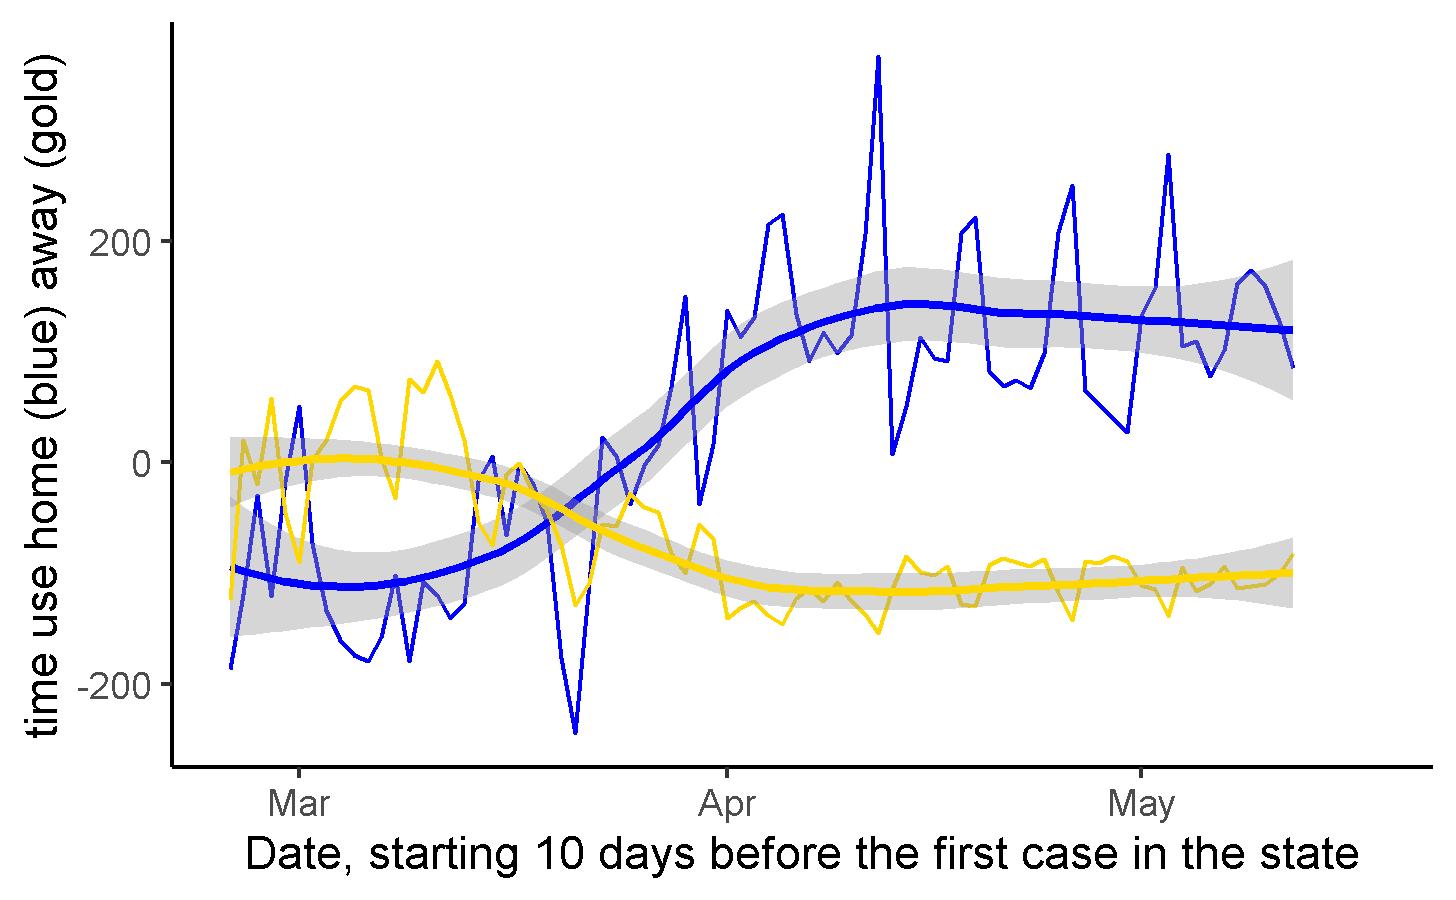 time use home (blue) away (gold)
200
0
-200
Mar
Apr
May
Date, starting 10 days before the first case in the state